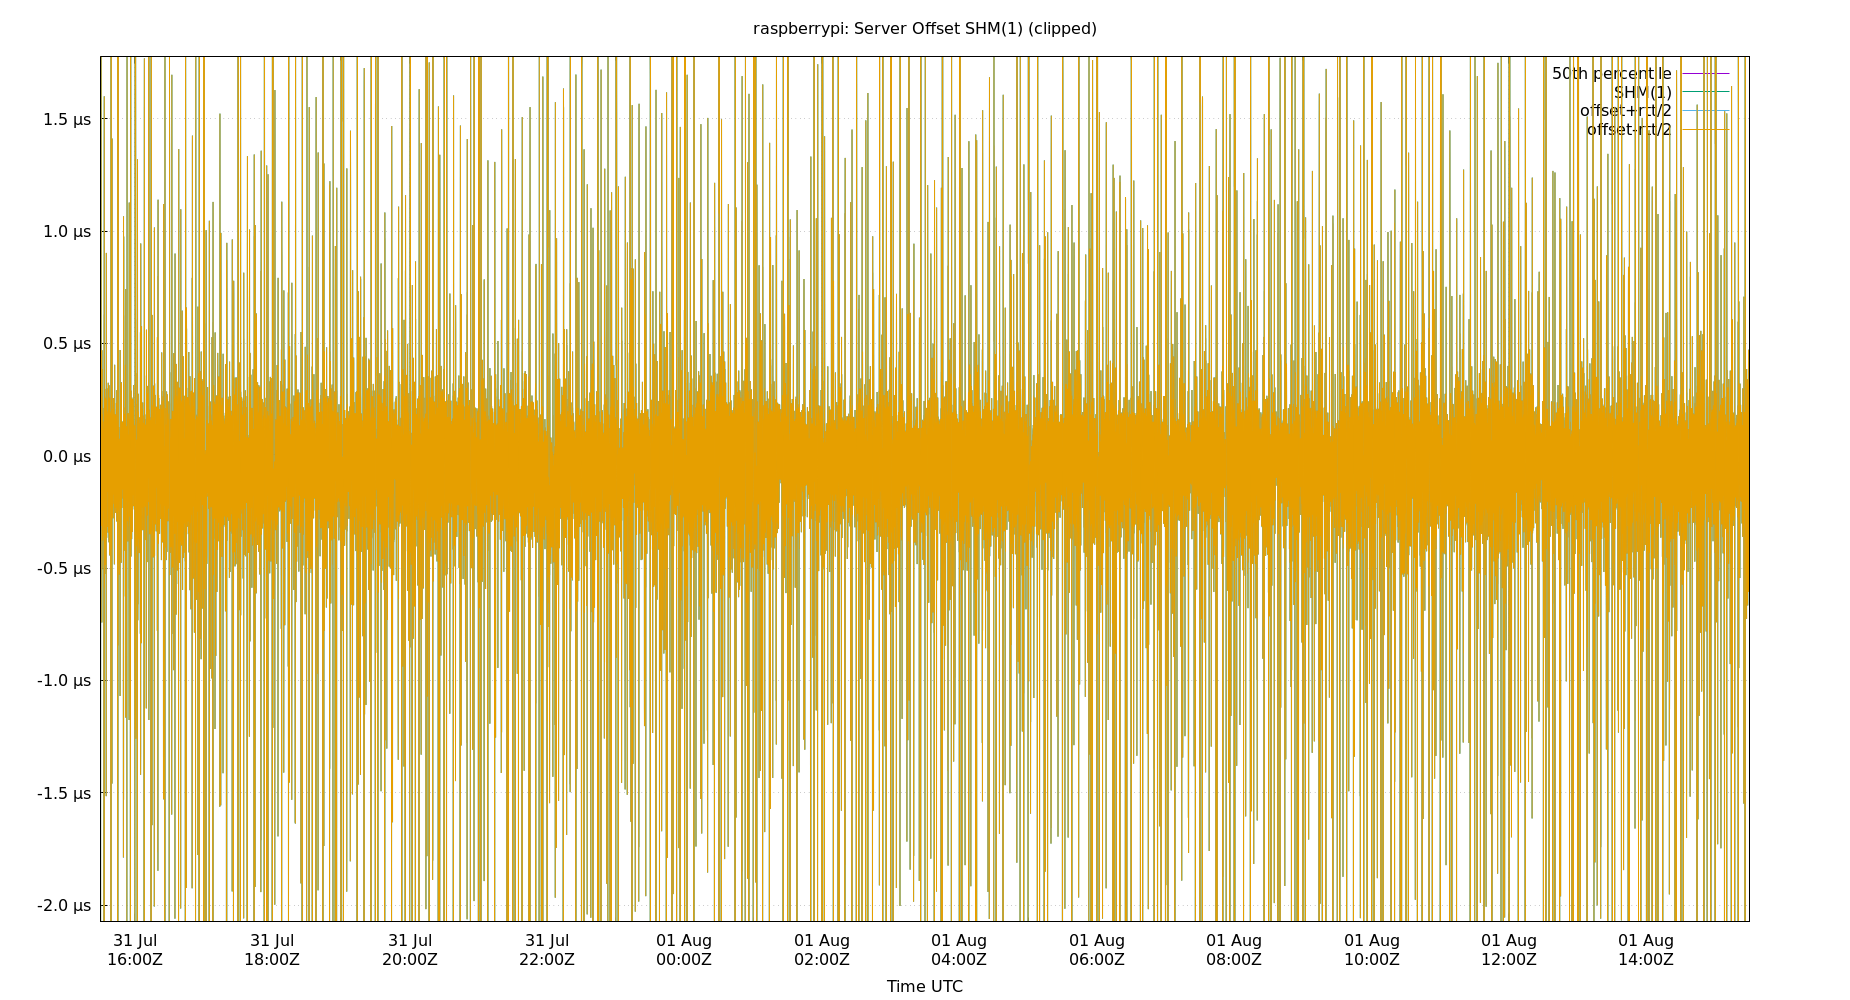 raspberrypi: Server Offset SHM(1) (clipped)
50th percentile
SHM(1)
offset+rtt/2
offset-rtt/2
1.5 µs
1.0 µs
0.5 µs
0.0 µs
-0.5 µs
-1.0 µs
-1.5 µs
-2.0 µs
31 Jul 31 Jul 31 Jul 31 Jul 01 Aug 01 Aug 01 Aug 01 Aug 01 Aug 01 Aug 01 Aug 01 Aug
16:00Z 18:00Z 20:00Z 22:00Z 00:00Z 02:00Z 04:00Z 06:00Z 08:00Z 10:00Z 12:00Z 14:00Z
Time UTC